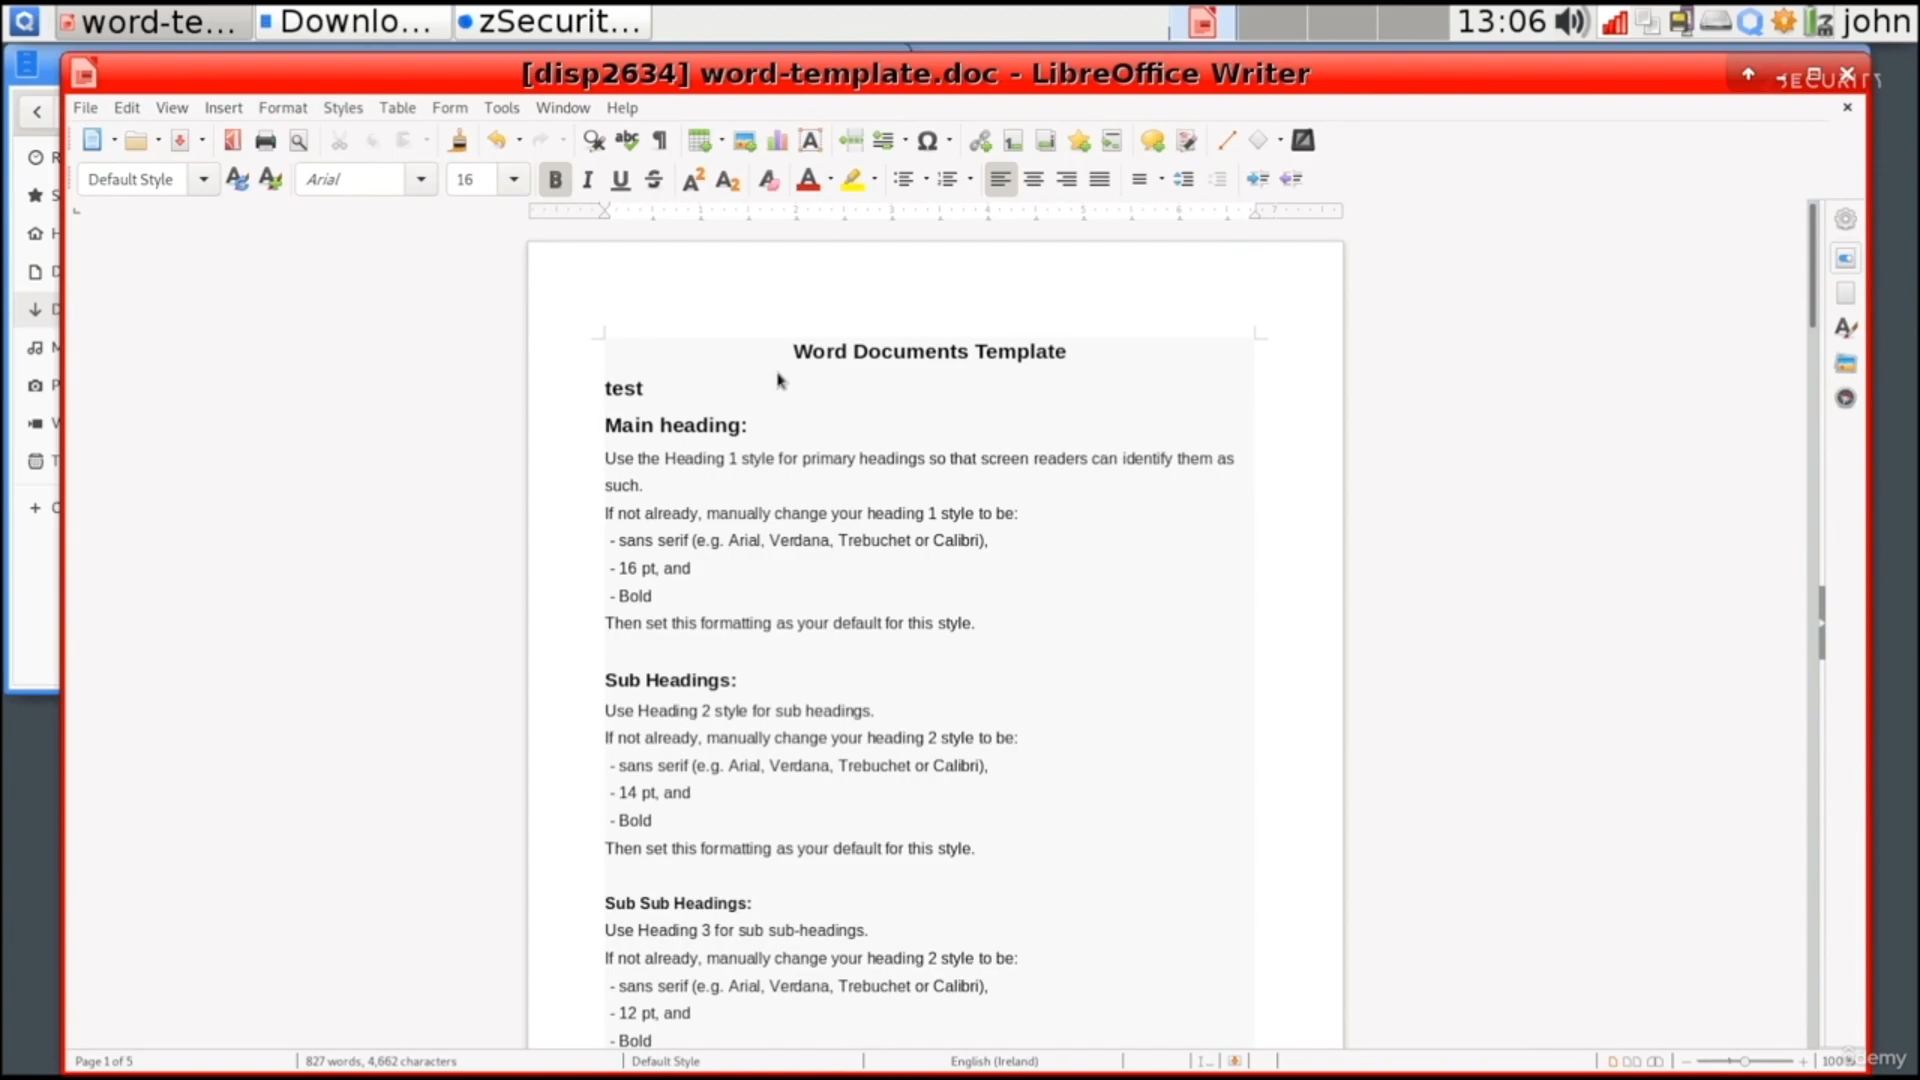 word-te...
Downlo...
zSecurit...
13:06
john
[disp2634] word-template.doc - LibreOffice Writer
File Edit View Insert Format Styles Table Form Tools Window Help
Default Style
Arial
16
Word Documents Template
test
Main heading:
Use the Heading 1 style for primary headings so that screen readers can identify them as
such.
If not already, manually change your heading 1 style to be:
- sans serif (e.g. Arial, Verdana, Trebuchet or Calibri),
- 16 pt, and
- Bold
Then set this formatting as your default for this style.
Sub Headings:
Use Heading 2 style for sub headings.
If not already, manually change your heading 2 style to be:
- sans serif (e.g. Arial, Verdana, Trebuchet or Calibri),
- 14 pt, and
- Bold
Then set this formatting as your default for this style.
Sub Sub Headings:
Use Heading 3 for sub sub-headings.
If not already, manually change your heading 2 style to be:
- sans serif (e.g. Arial, Verdana, Trebuchet or Calibri),
- 12 pt, and
- Bold
Page 1 of 5
827 words, 4,662 characters
Default Style
English (Ireland)